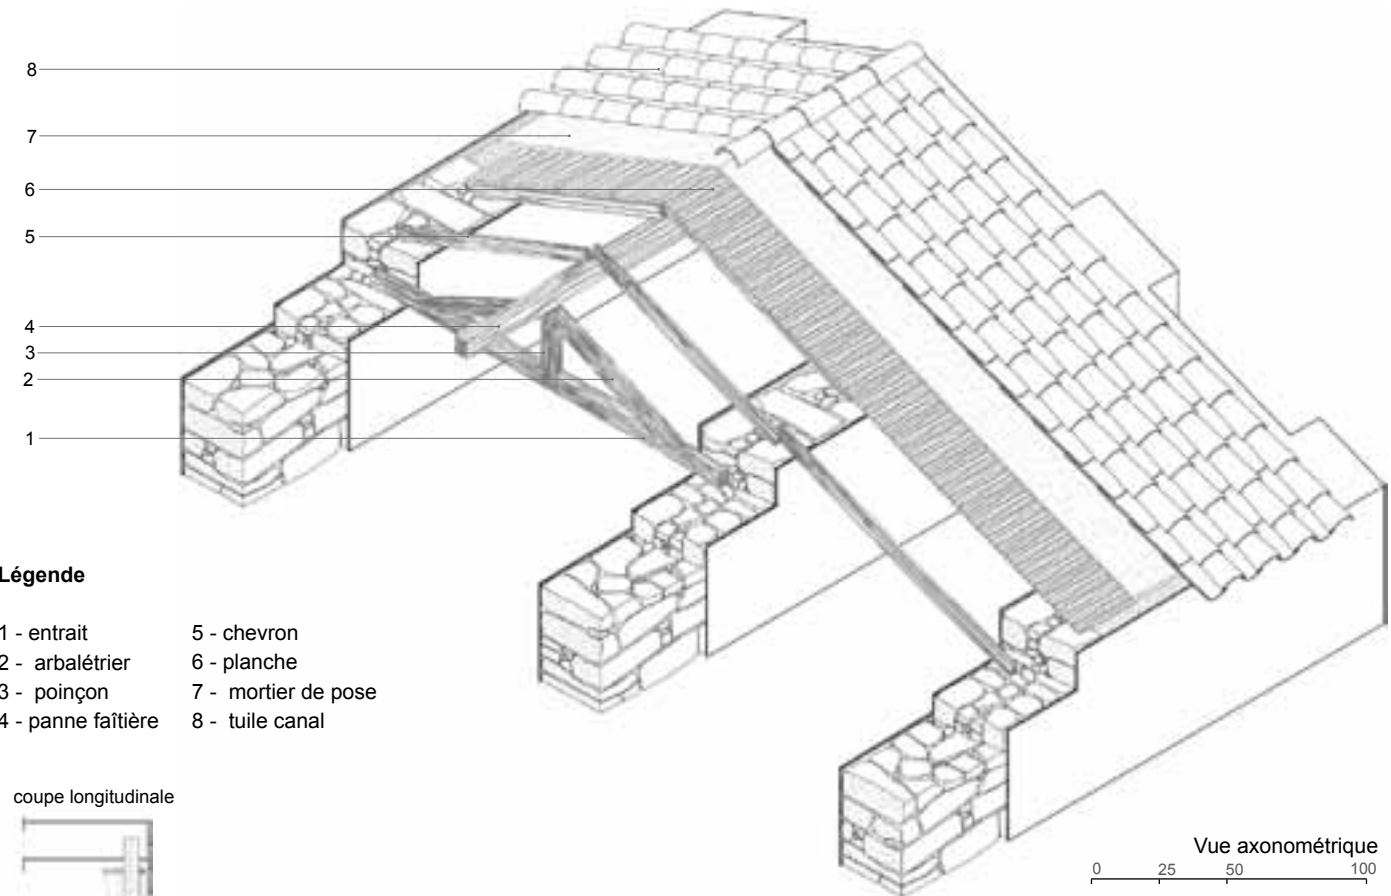 8
7
6
5
4
3
2
1
Légende
1 - entrait
2 - arbalétrier
3 - poinçon
4 - panne faîtière
5 - chevron
6 - planche
7 - mortier de pose
8 - tuile canal
coupe longitudinale
Vue axonométrique
0 25 50 100